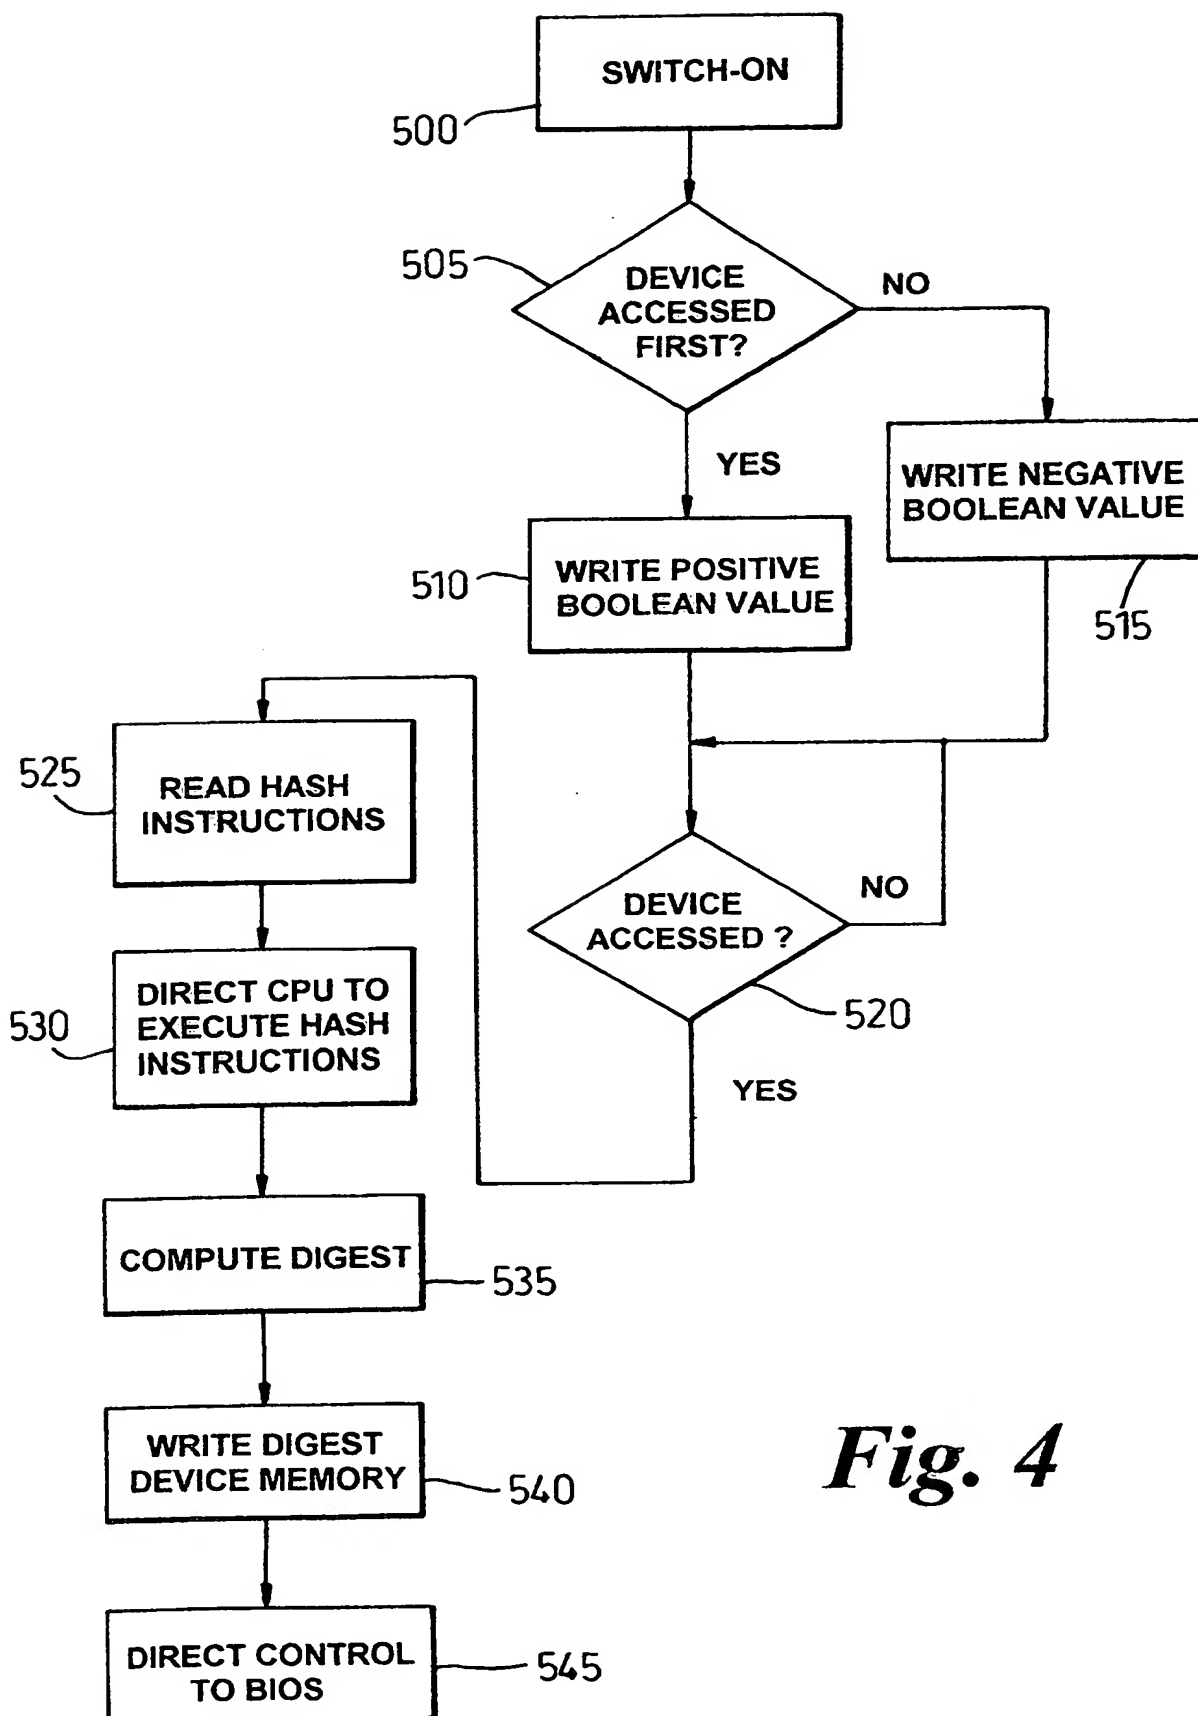 SWITCH-ON
500
505
DEVICE
ACCESSED
FIRST?
NO
YES
WRITE NEGATIVE
BOOLEAN VALUE
515
510
WRITE POSITIVE
BOOLEAN VALUE
525
READ HASH
INSTRUCTIONS
DEVICE
ACCESSED ?
NO
520
YES
530
DIRECT CPU TO
EXECUTE HASH
INSTRUCTIONS
COMPUTE DIGEST
535
WRITE DIGEST
DEVICE MEMORY
540
DIRECT CONTROL
TO BIOS
545
Fig. 4